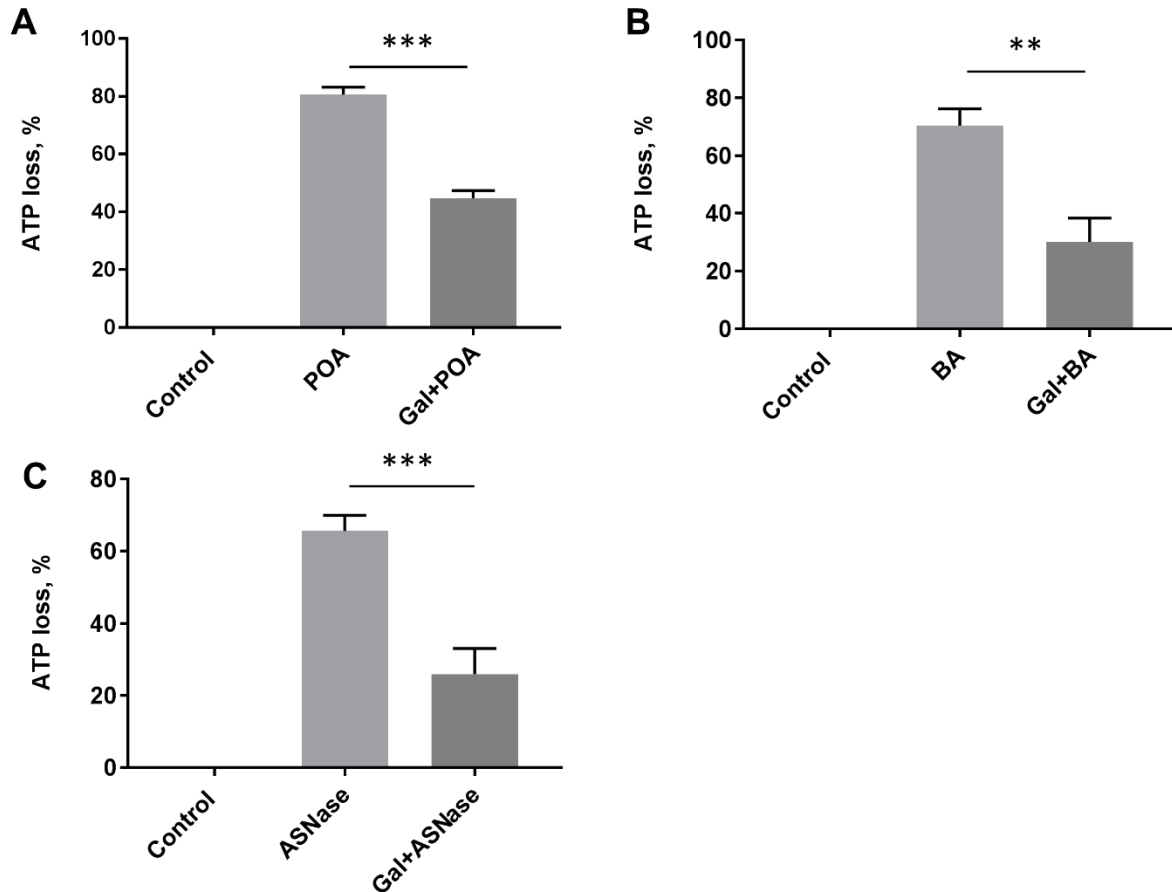 A
ATP loss, %
100
80
60
40
20
0
***
Control
POA
Gal+POA
B
ATP loss, %
100
80
60
40
20
0
**
Control
BA
Gal+BA
C
ATP loss, %
80
60
40
20
0
***
Control
ASNase
Gal+ASNase